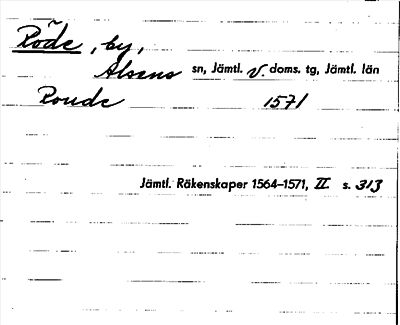 Röde, by,
Alsens sn, Jämtl. v. doms. tg, Jämtl. län
Roude 1571
Jämtl. Räkenskaper 1564–1571, II s. 313